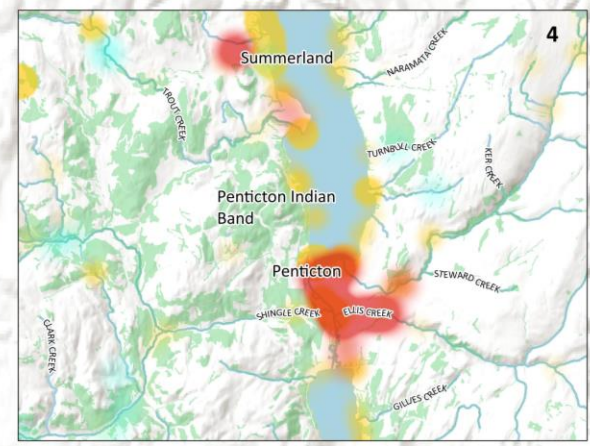 4
Summerland
NARAMATA CREEK
TROUT CREEK
TURNBULL CREEK
KER CREEK
Penticton Indian
Band
Penticton
STEWARD CREEK
SHINGLE CREEK
ELLIS CREEK
CLARK CREEK
GILLIES CREEK